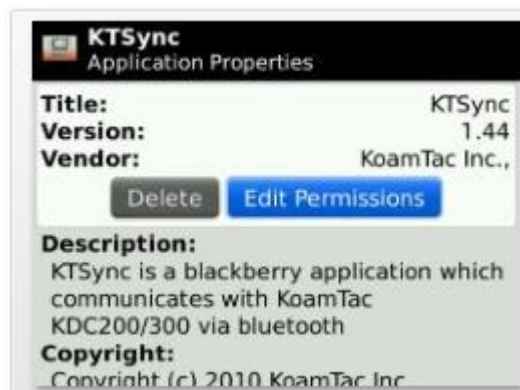 KTSync
Application Properties
Title: KTSync
Version: 1.44
Vendor: KoamTac Inc.,
Delete Edit Permissions
Description:
KTSync is a blackberry application which
communicates with KoamTac
KDC200/300 via bluetooth
Copyright:
Copyright (c) 2010 KoamTac Inc